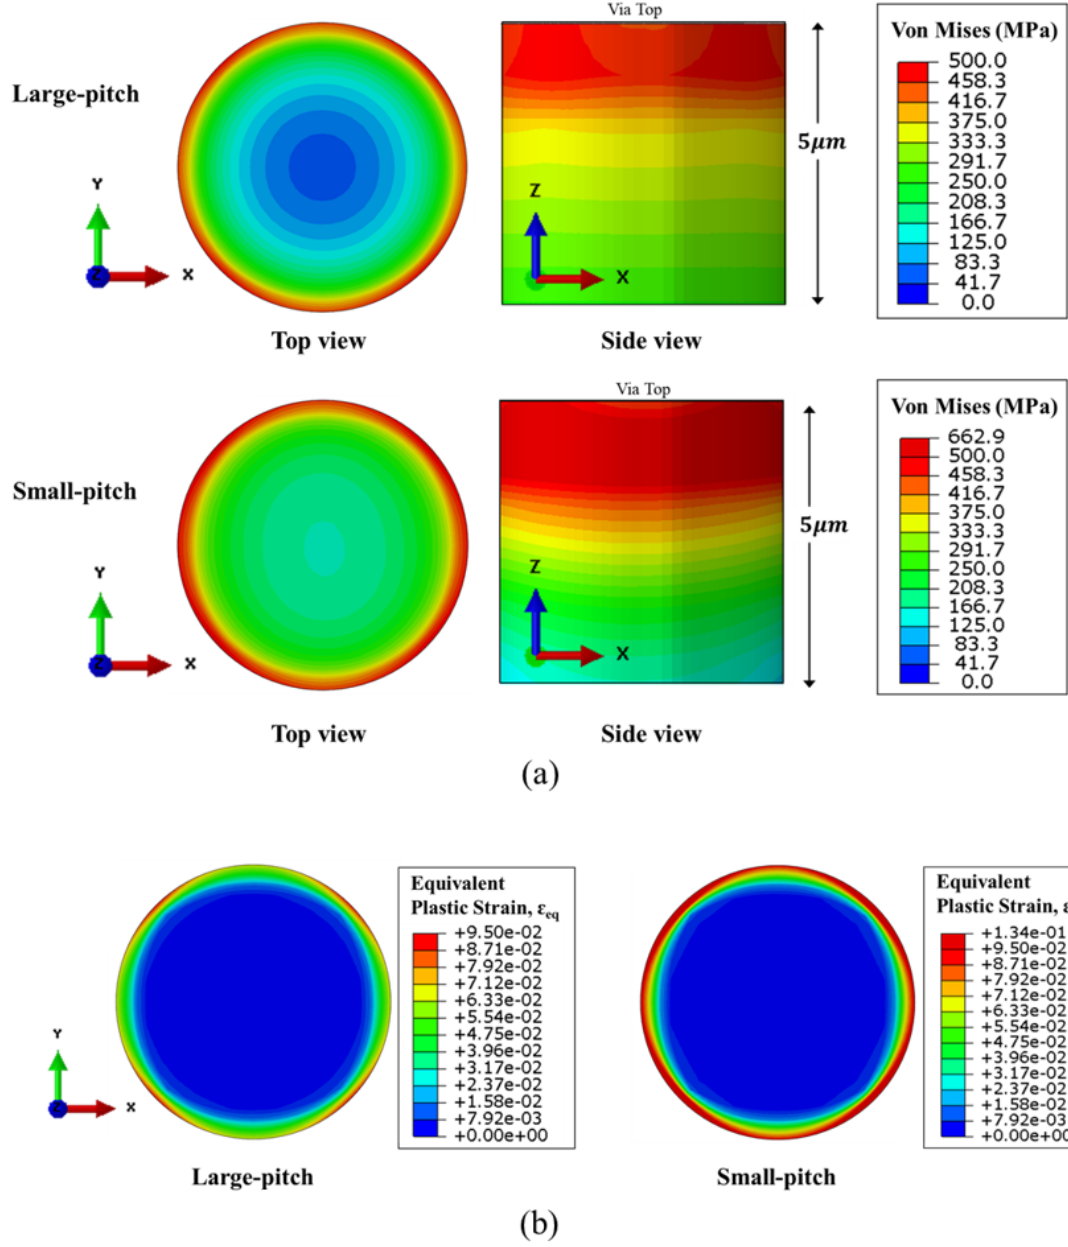 Via Top
Von Mises (MPa)
500.0
458.3
416.7
375.0
333.3
291.7
250.0
208.3
166.7
125.0
83.3
41.7
0.0
Large-pitch
Y
Z
X
Z
X
5μm
Top view
Side view
Via Top
Von Mises (MPa)
662.9
500.0
458.3
416.7
375.0
333.3
291.7
250.0
208.3
166.7
125.0
83.3
41.7
0.0
Small-pitch
Y
Z
X
Z
X
5μm
Top view
Side view
(a)
Equivalent
Plastic Strain, εeq
+9.50e-02
+8.71e-02
+7.92e-02
+7.12e-02
+6.33e-02
+5.54e-02
+4.75e-02
+3.96e-02
+3.17e-02
+2.37e-02
+1.58e-02
+7.92e-03
+0.00e+00
Y
Z
X
Large-pitch
Equivalent
Plastic Strain, ε
+1.34e-01
+9.50e-02
+8.71e-02
+7.92e-02
+7.12e-02
+6.33e-02
+5.54e-02
+4.75e-02
+3.96e-02
+3.17e-02
+2.37e-02
+1.58e-02
+7.92e-03
+0.00e+00
Small-pitch
(b)